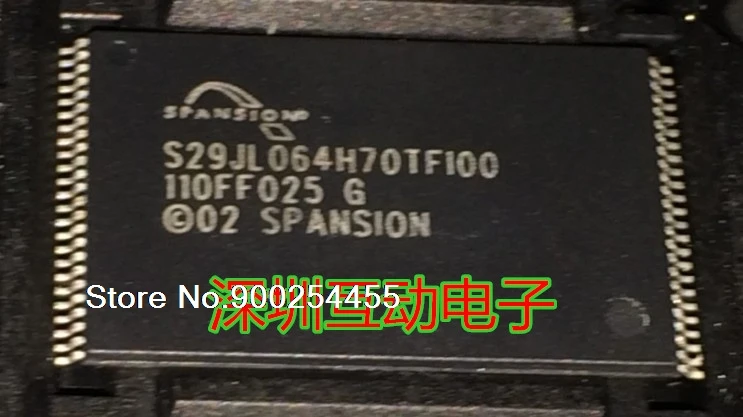 SPANSION
S29JL064H70TFI00
110FF025 G
©02 SPANSION
Store No.900254455
深圳互动电子